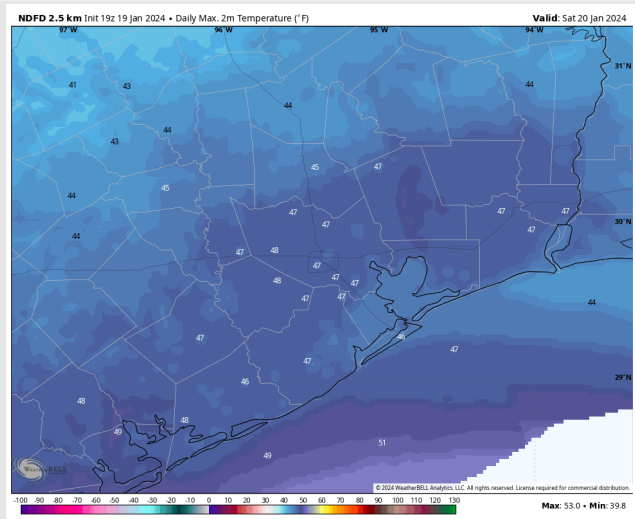 NDFD 2.5 km Init 19z 19 Jan 2024 • Daily Max. 2m Temperature (°F) Valid: Sat 20 Jan 2024
97°W 96°W 95°W 94°W
31°N
41 43 44 44
44
43
45 47
45
44
47 47 47
47 30°N
47
44
47 48
47
48 47 47
47 47
44
47
46
47
47
29°N
46
48
48
49
51
49
WeatherBELL
© 2024 WeatherBELL Analytics, LLC. All rights reserved. License required for commercial distribution.
-100 -90 -80 -70 -60 -50 -40 -30 -20 -10 0 10 20 30 40 50 60 70 80 90 100 110 120 130
Max: 53.0 • Min: 39.8